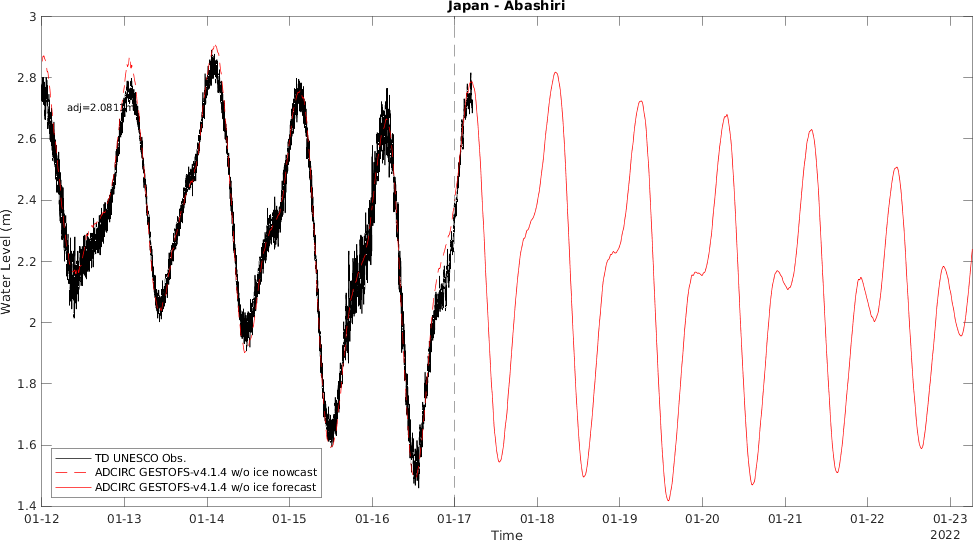 Japan - Abashiri
3
2.8
2.6
2.4
2.2
2
1.8
1.6
1.4
Water Level (m)
TD UNESCO Obs.
ADCIRC GESTOFS-v4.1.4 w/o ice nowcast
ADCIRC GESTOFS-v4.1.4 w/o ice forecast
01-12 01-13 01-14 01-15 01-16 01-17 01-18 01-19 01-20 01-21 01-22 01-23
Time
2022